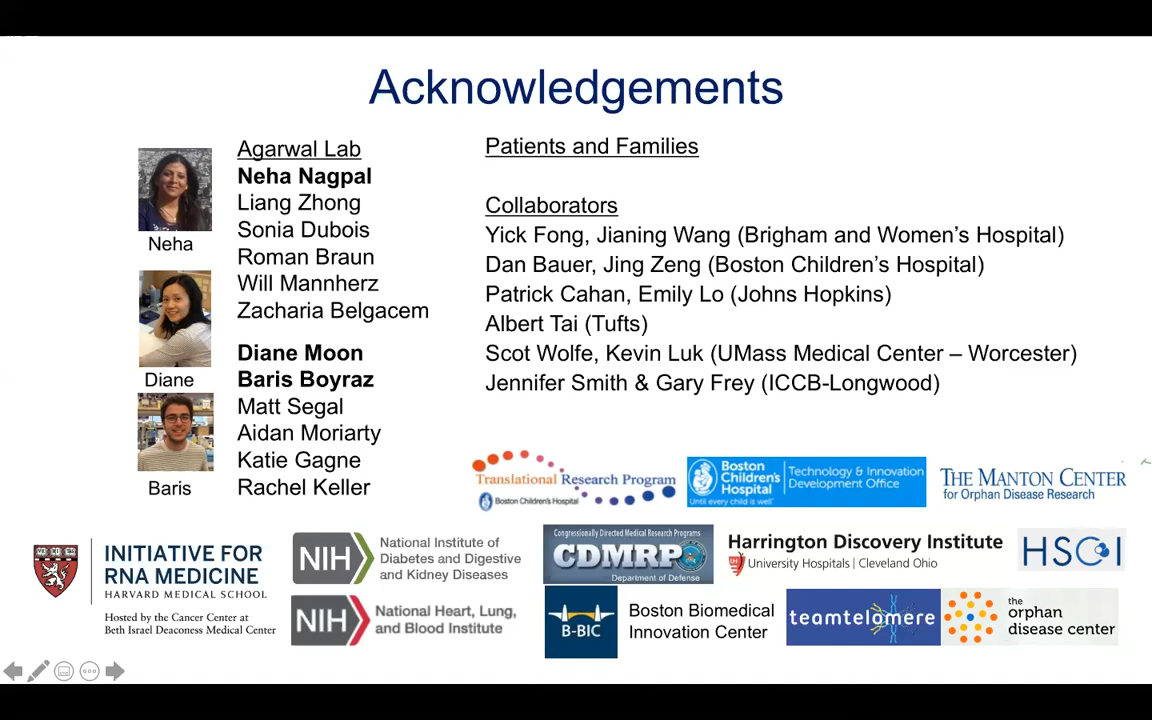 Acknowledgements
Neha
Diane
Baris
Agarwal Lab
Neha Nagpal
Liang Zhong
Sonia Dubois
Roman Braun
Will Mannherz
Zacharia Belgacem
Diane Moon
Baris Boyraz
Matt Segal
Aidan Moriarty
Katie Gagne
Rachel Keller
Patients and Families
Collaborators
Yick Fong, Jianing Wang (Brigham and Women’s Hospital)
Dan Bauer, Jing Zeng (Boston Children’s Hospital)
Patrick Cahan, Emily Lo (Johns Hopkins)
Albert Tai (Tufts)
Scot Wolfe, Kevin Luk (UMass Medical Center – Worcester)
Jennifer Smith & Gary Frey (ICCB-Longwood)
Translational Research Program
Boston Children's Hospital
Boston
Children's
Hospital
Until every child is well
Technology & Innovation
Development Office
THE MANTON CENTER
for Orphan Disease Research
INITIATIVE FOR
RNA MEDICINE
HARVARD MEDICAL SCHOOL
Hosted by the Cancer Center at
Beth Israel Deaconess Medical Center
NIH
National Institute of
Diabetes and Digestive
and Kidney Diseases
NIH
National Heart, Lung,
and Blood Institute
Congressionally Directed Medical Research Programs
CDMRP
Department of Defense
Harrington Discovery Institute
University Hospitals | Cleveland Ohio
HSCI
B-BIC
Boston Biomedical
Innovation Center
teamtelomere
the
orphan
disease center